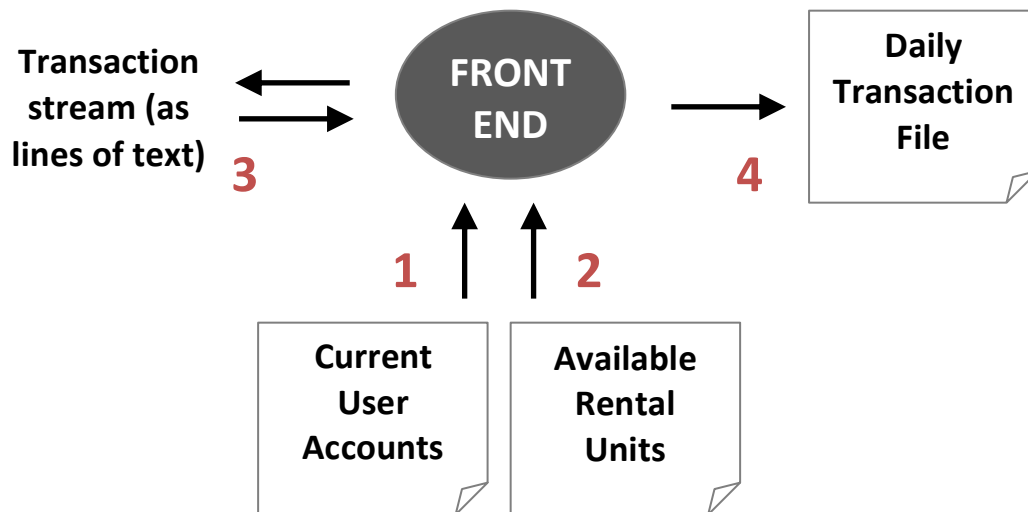 Transaction
stream (as
lines of text)
3
FRONT
END
4
Daily
Transaction
File
1
2
Current
User
Accounts
Available
Rental
Units